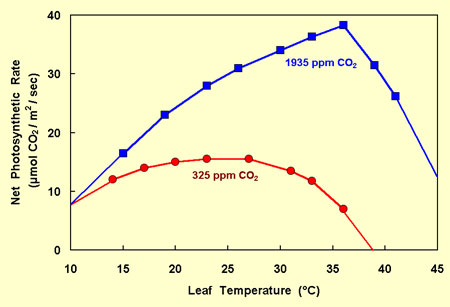 40
30
20
10
0
Net Photosynthetic Rate
(µmol CO₂ / m² / sec)
1935 ppm CO₂
325 ppm CO₂
10
15
20
25
30
35
40
45
Leaf Temperature (°C)